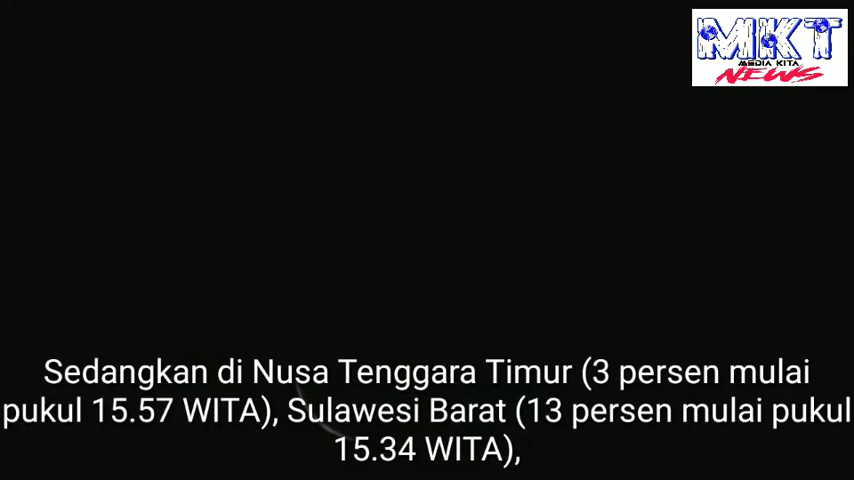 MKT
MEDIA KITA
NEWS
Sedangkan di Nusa Tenggara Timur (3 persen mulai
pukul 15.57 WITA), Sulawesi Barat (13 persen mulai pukul
15.34 WITA),